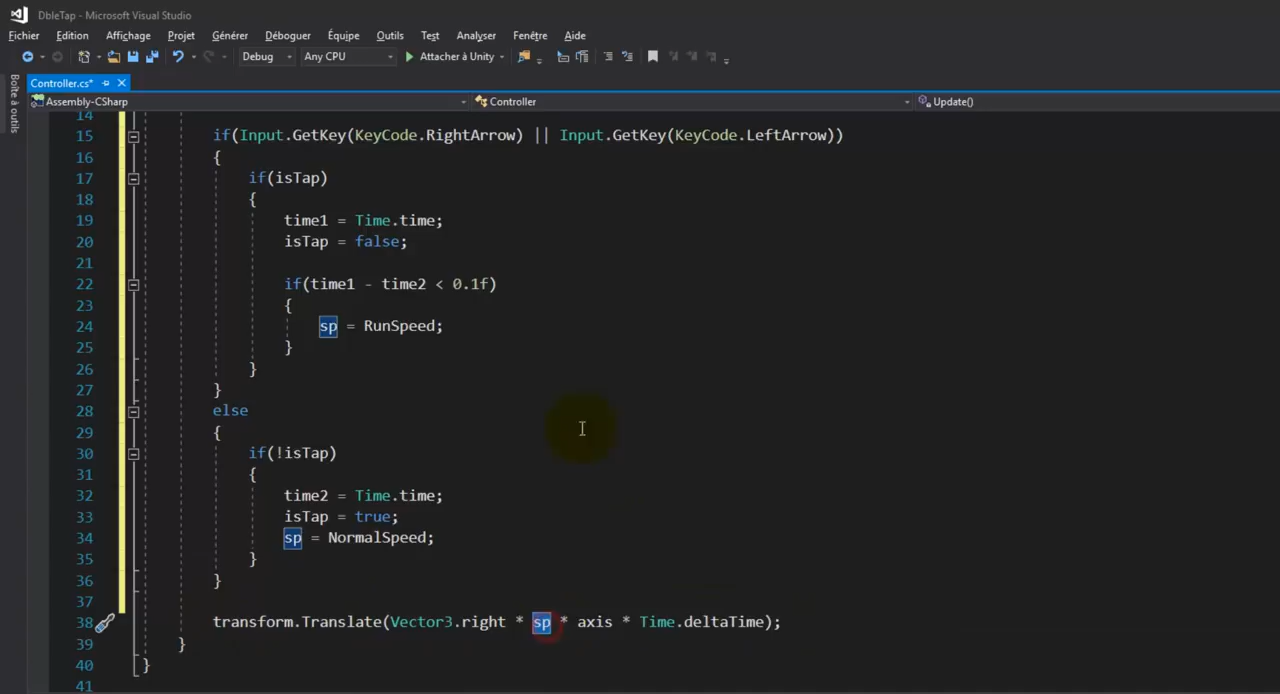 DbleTap - Microsoft Visual Studio
Fichier Edition Affichage Projet Générer Déboguer Équipe Outils Test Analyser Fenêtre Aide
Debug Any CPU Attacher à Unity
Boîte à outils
Controller.cs*
Assembly-CSharp Controller Update()
14
15 if(Input.GetKey(KeyCode.RightArrow) || Input.GetKey(KeyCode.LeftArrow))
16 {
17 if(isTap)
18 {
19 time1 = Time.time;
20 isTap = false;
21
22 if(time1 - time2 < 0.1f)
23 {
24 sp = RunSpeed;
25 }
26 }
27 }
28 else
29 {
30 if(!isTap)
31 {
32 time2 = Time.time;
33 isTap = true;
34 sp = NormalSpeed;
35 }
36 }
37
38 transform.Translate(Vector3.right * sp * axis * Time.deltaTime);
39 }
40 }
41